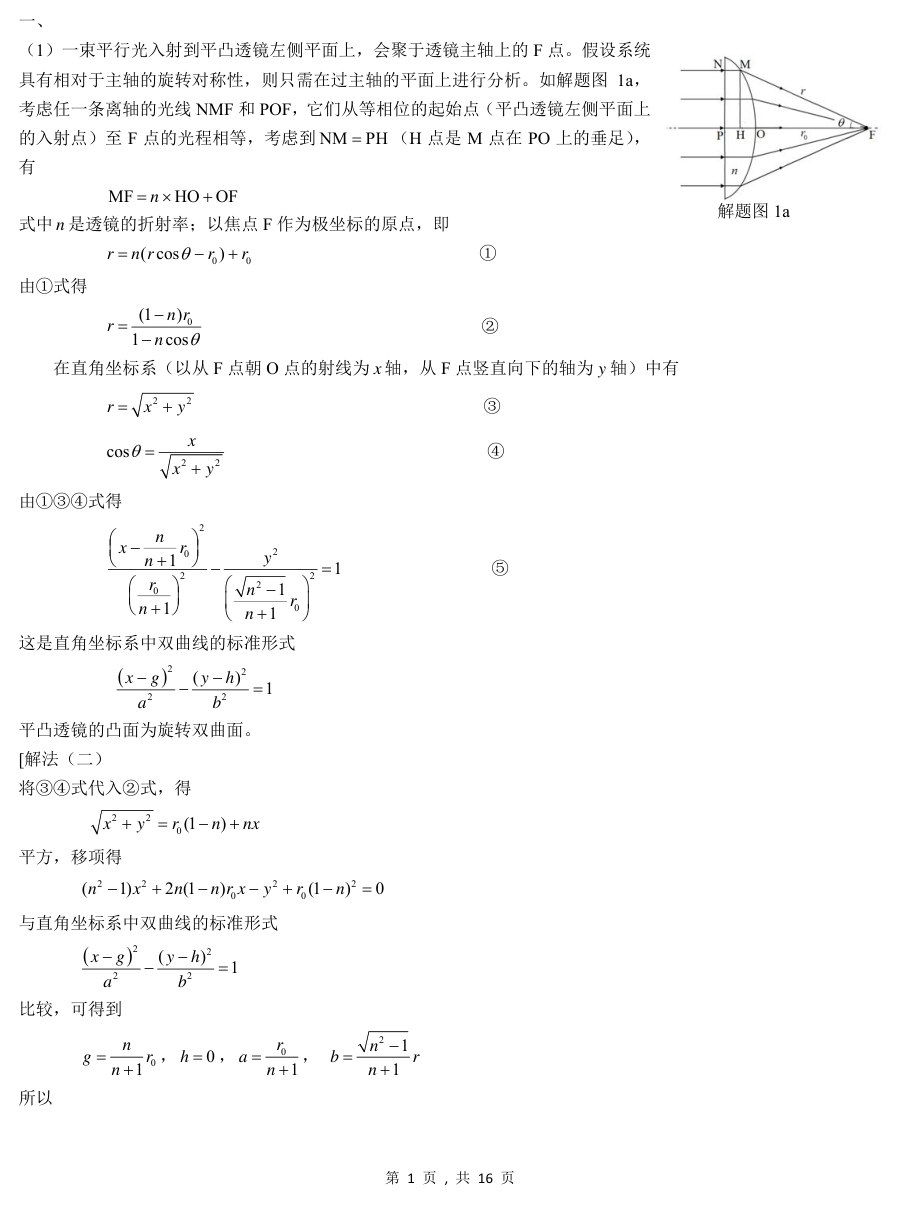 一、
（1）一束平行光入射到平凸透镜左侧平面上，会聚于透镜主轴上的 F 点。假设系统
具有相对于主轴的旋转对称性，则只需在过主轴的平面上进行分析。如解题图 1a，
考虑任一条离轴的光线 NMF 和 POF，它们从等相位的起始点（平凸透镜左侧平面上
的入射点）至 F 点的光程相等，考虑到 NM = PH （H 点是 M 点在 PO 上的垂足），
有
N M r θ P H O r₀ F n
解题图 1a
MF = n × HO + OF
式中 n 是透镜的折射率；以焦点 F 作为极坐标的原点，即
r = n(r cos θ − r₀) + r₀ ①
由①式得
r = (1 − n)r₀ / (1 − n cos θ) ②
在直角坐标系（以从 F 点朝 O 点的射线为 x 轴，从 F 点竖直向下的轴为 y 轴）中有
r = √(x² + y²) ③
cos θ = x / √(x² + y²) ④
由①③④式得
(x − n/(n+1) r₀)² / (r₀/(n+1))² − y² / (√(n² − 1)/(n+1) r₀)² = 1 ⑤
这是直角坐标系中双曲线的标准形式
(x − g)²/a² − (y − h)²/b² = 1
平凸透镜的凸面为旋转双曲面。
[解法（二）
将③④式代入②式，得
√(x² + y²) = r₀(1 − n) + nx
平方，移项得
(n² − 1)x² + 2n(1 − n)r₀x − y² + r₀(1 − n)² = 0
与直角坐标系中双曲线的标准形式
(x − g)²/a² − (y − h)²/b² = 1
比较，可得到
g = n/(n+1) r₀，h = 0，a = r₀/(n+1)， b = √(n² − 1)/(n+1) r
所以
第 1 页 , 共 16 页